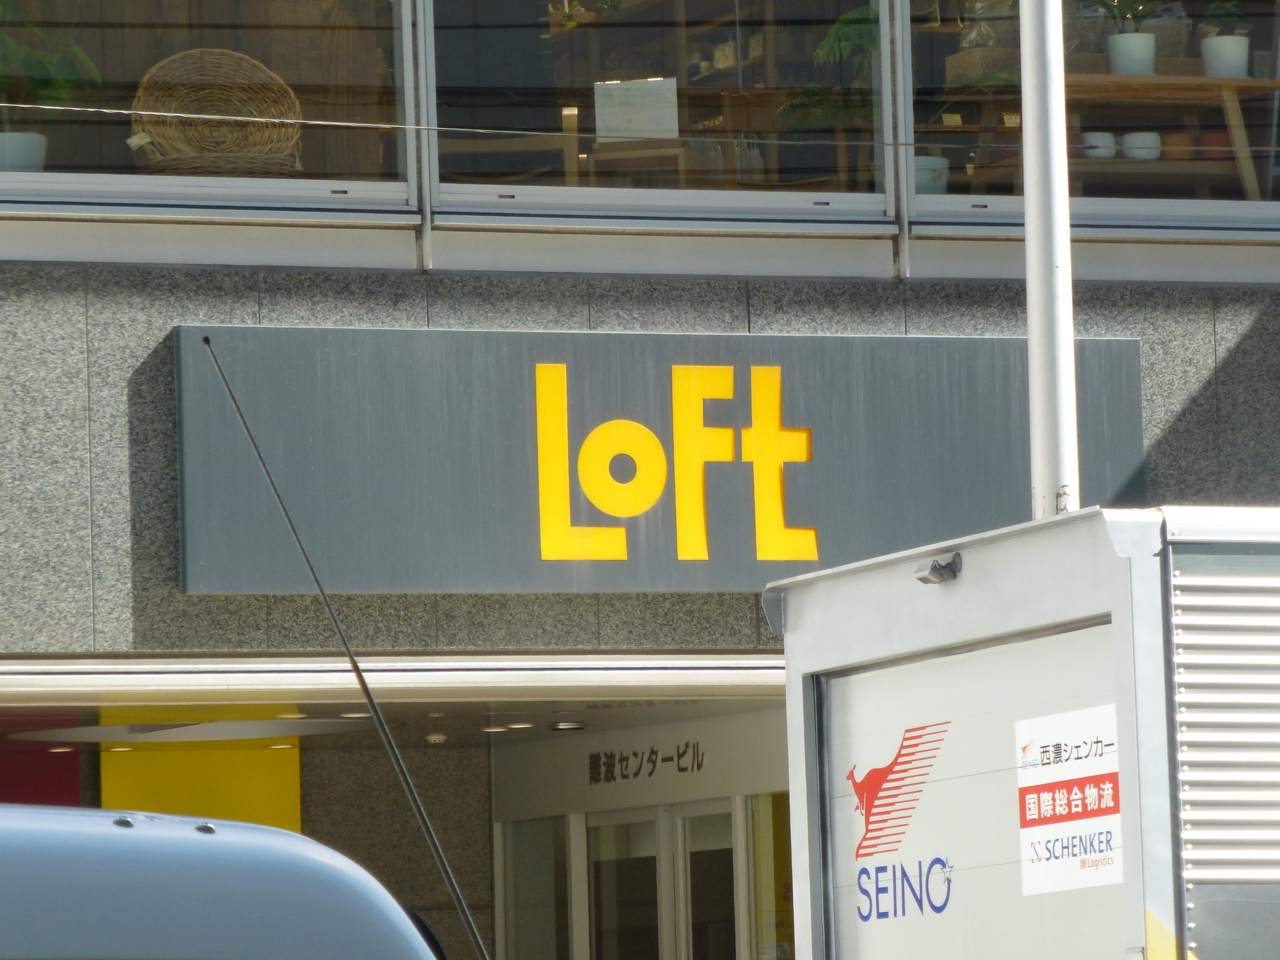 LOFt
難波センタービル
SEINO
西濃シェンカー
国際総合物流
SCHENKER
Logistics